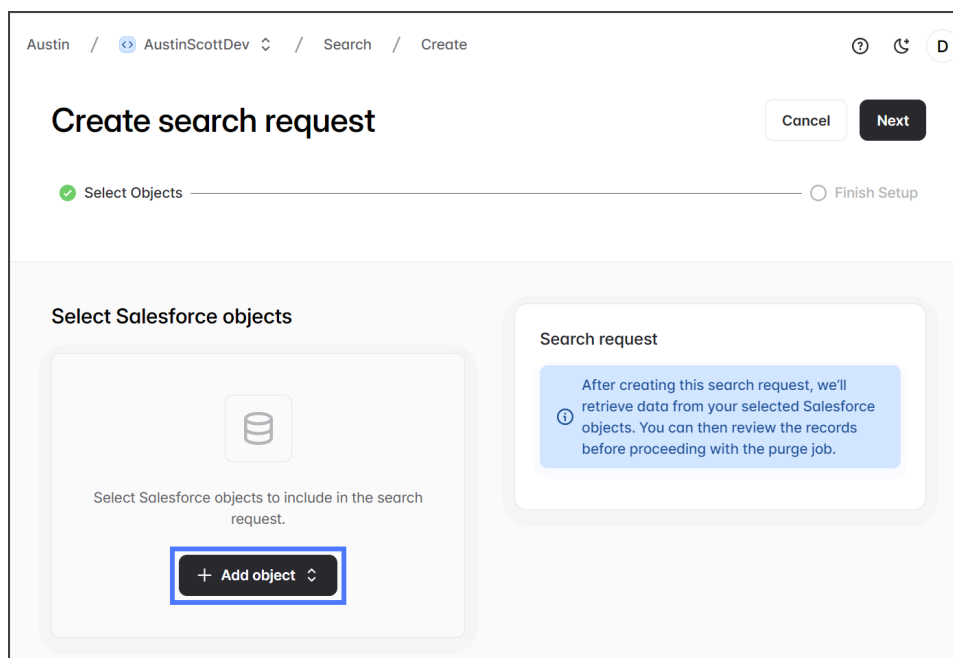 Austin / AustinScottDev / Search / Create
D
Create search request
Cancel
Next
Select Objects
Finish Setup
Select Salesforce objects
Select Salesforce objects to include in the search
request.
+ Add object
Search request
After creating this search request, we'll
retrieve data from your selected Salesforce
objects. You can then review the records
before proceeding with the purge job.